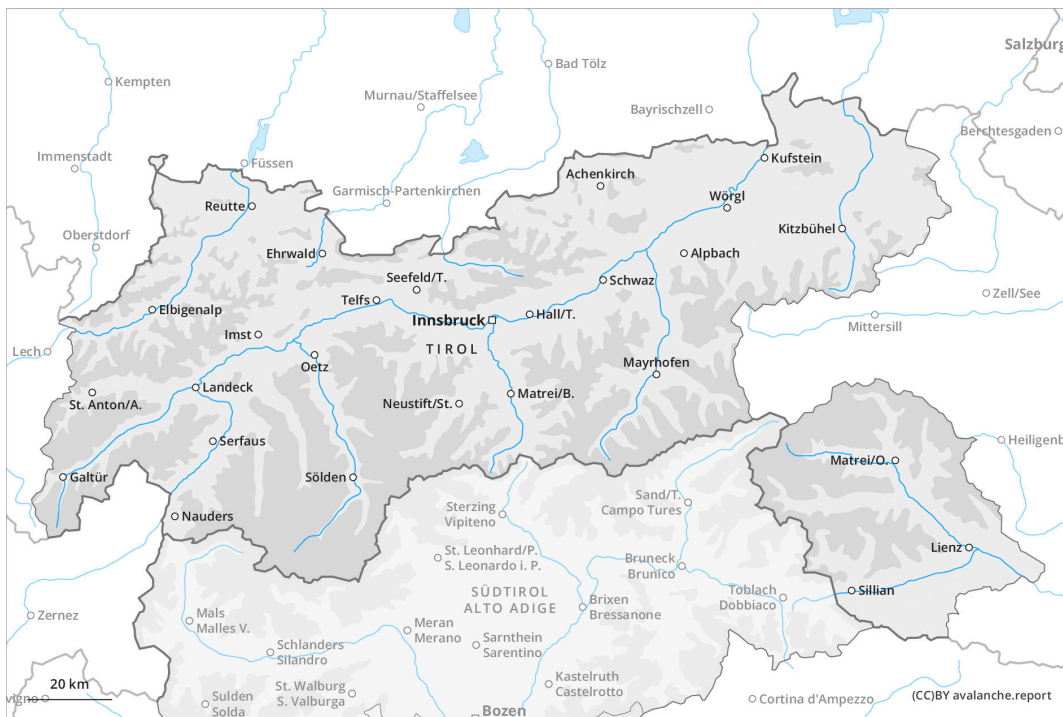 Salzburg
Kempten
Bad Tölz
Murnau/Staffelsee
Bayrischzell
Berchtesgaden
Immenstadt
Füssen
Kufstein
Achenkirch
Garmisch-Partenkirchen
Reutte
Wörgl
Oberstdorf
Kitzbühel
Ehrwald
Alpbach
Seefeld/T.
Schwaz
Zell/See
Telfs
Elbigenalp
Innsbruck
Hall/T.
Mittersill
Imst
TIROL
Lech
Oetz
Mayrhofen
Landeck
Matrei/B.
St. Anton/A.
Neustift/St.
Serfaus
Heiligenb
Matrei/O.
Galtür
Sölden
Sand/T.
Campo Tures
Sterzing
Vipiteno
Nauders
Lienz
St. Leonhard/P.
S. Leonardo i. P.
Bruneck
Brunico
SÜDTIROL
ALTO ADIGE
Sillian
Toblach
Dobbiaco
Brixen
Bressanone
Zernez
Mals
Malles V.
Meran
Merano
Sarnthein
Sarentino
Schlanders
Silandro
Kastelruth
Castelrotto
20 km
St. Walburg
S. Valburga
vigno
Sulden
Solda
Cortina d'Ampezzo
(CC)BY avalanche.report
Bozen